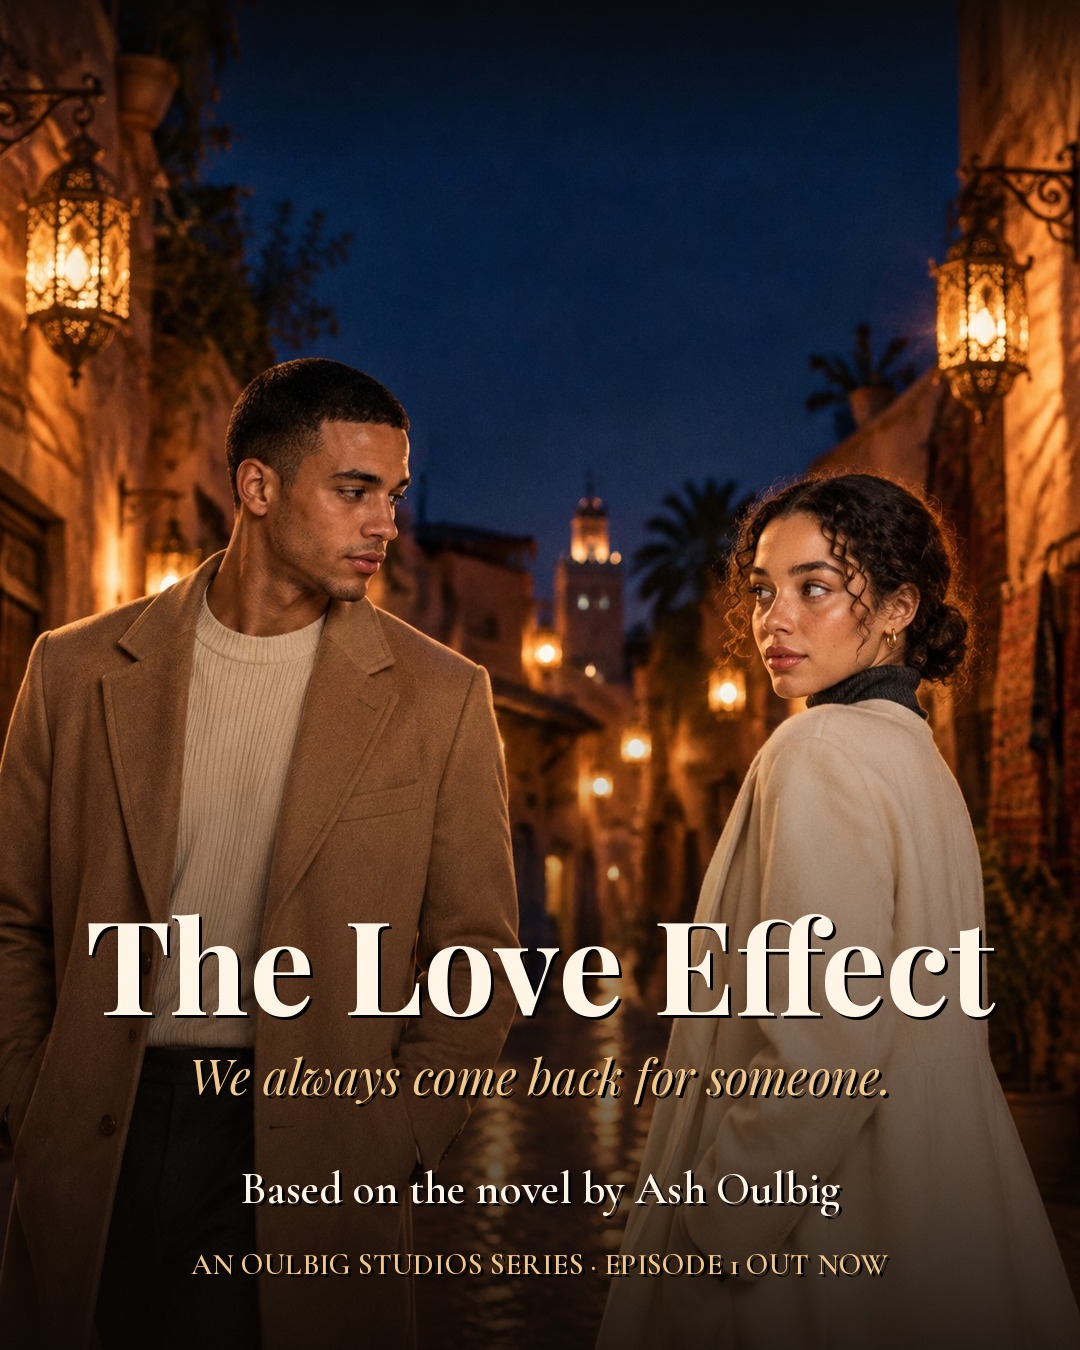 The Love Effect
We always come back for someone.
Based on the novel by Ash Oulbig
AN OULBIG STUDIOS SERIES · EPISODE 1 OUT NOW